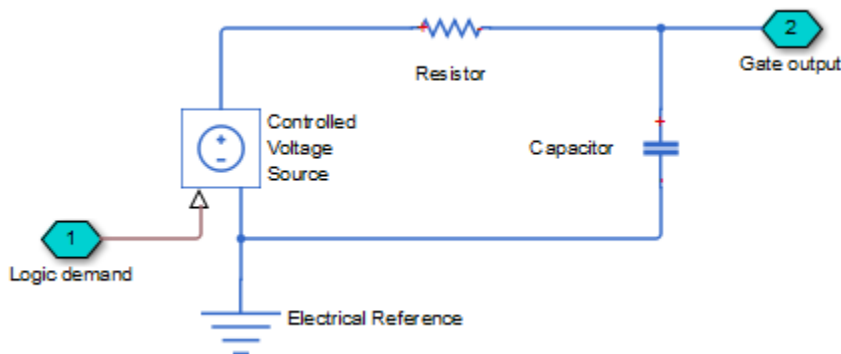 2
Gate output
Resistor
Controlled
Voltage
Source
Capacitor
1
Logic demand
Electrical Reference